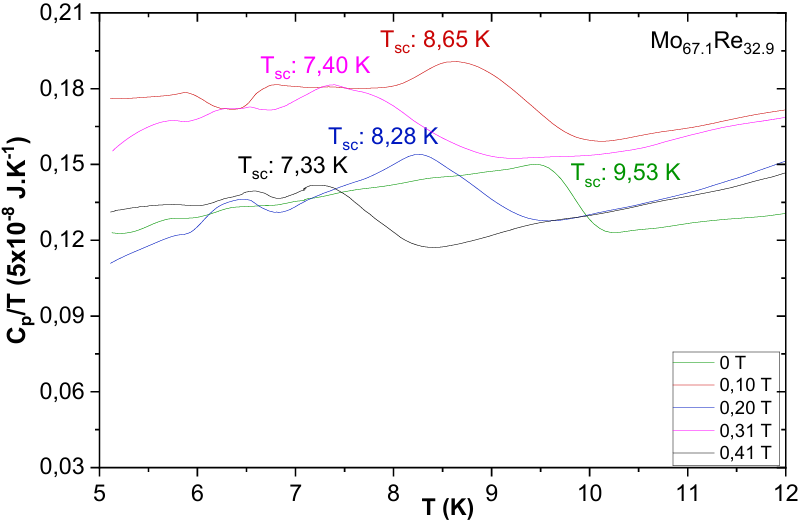 0,21
0,18
0,15
0,12
0,09
0,06
0,03
Cp/T (5x10⁻⁸ J.K⁻¹)
Tsc: 8,65 K
Mo67.1Re32.9
Tsc: 7,40 K
Tsc: 8,28 K
Tsc: 7,33 K
Tsc: 9,53 K
0 T
0,10 T
0,20 T
0,31 T
0,41 T
5 6 7 8 9 10 11 12
T (K)